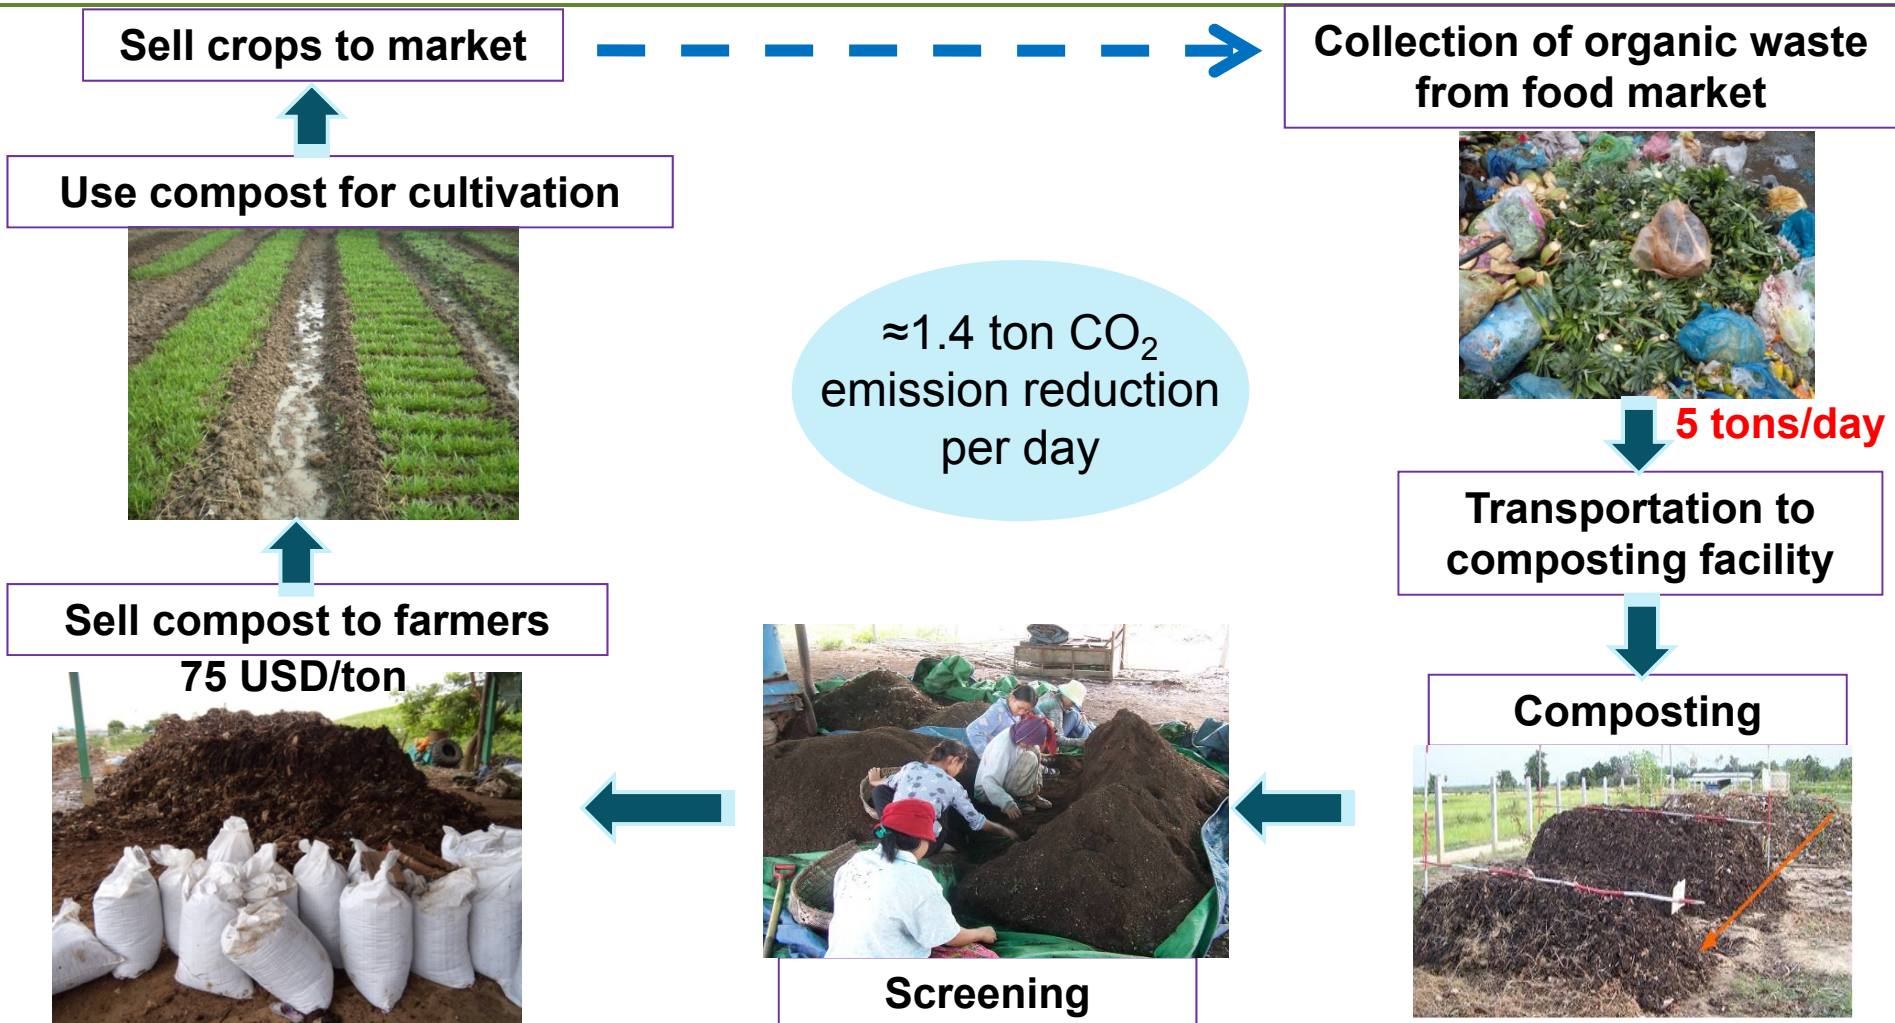 Sell crops to market
Collection of organic waste
from food market
Use compost for cultivation
≈1.4 ton CO₂
emission reduction
per day
5 tons/day
Transportation to
composting facility
Sell compost to farmers
75 USD/ton
Composting
Screening